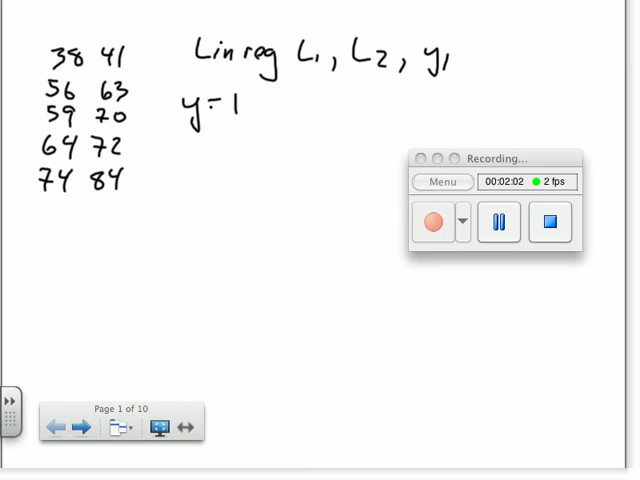 38 41
56 63
59 70
64 72
74 84
Linreg L1, L2, y1
y=1
Recording...
Menu
00:02:02
2 fps
Page 1 of 10